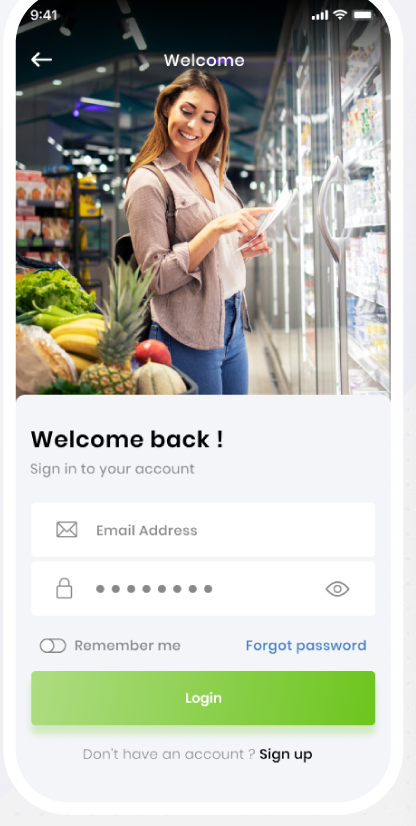 9:41
Welcome
Welcome back !
Sign in to your account
Email Address
Remember me
Forgot password
Login
Don't have an account ? Sign up